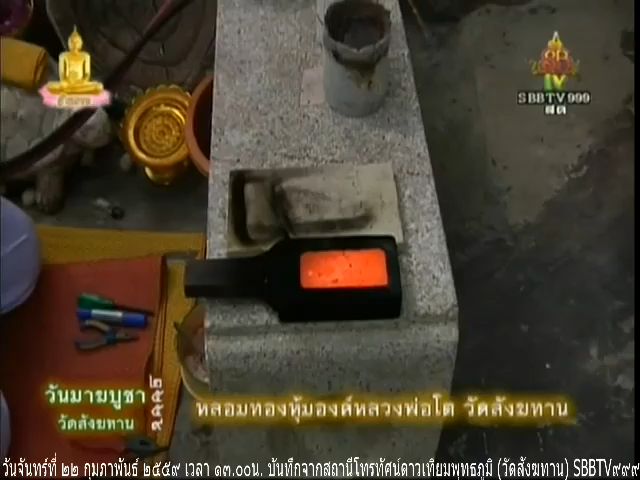 SBBTV999
สด
วันมาฆบูชา ๒๕๕๙
วัดสังฆทาน
หลอมทองหุ้มองค์หลวงพ่อโต วัดสังฆทาน
วันจันทร์ที่ ๒๒ กุมภาพันธ์ ๒๕๕๙ เวลา ๑๓.๐๐น. บันทึกจากสถานีโทรทัศน์ดาวเทียมพุทธภูมิ (วัดสังฆทาน) SBBTV๙๙๙